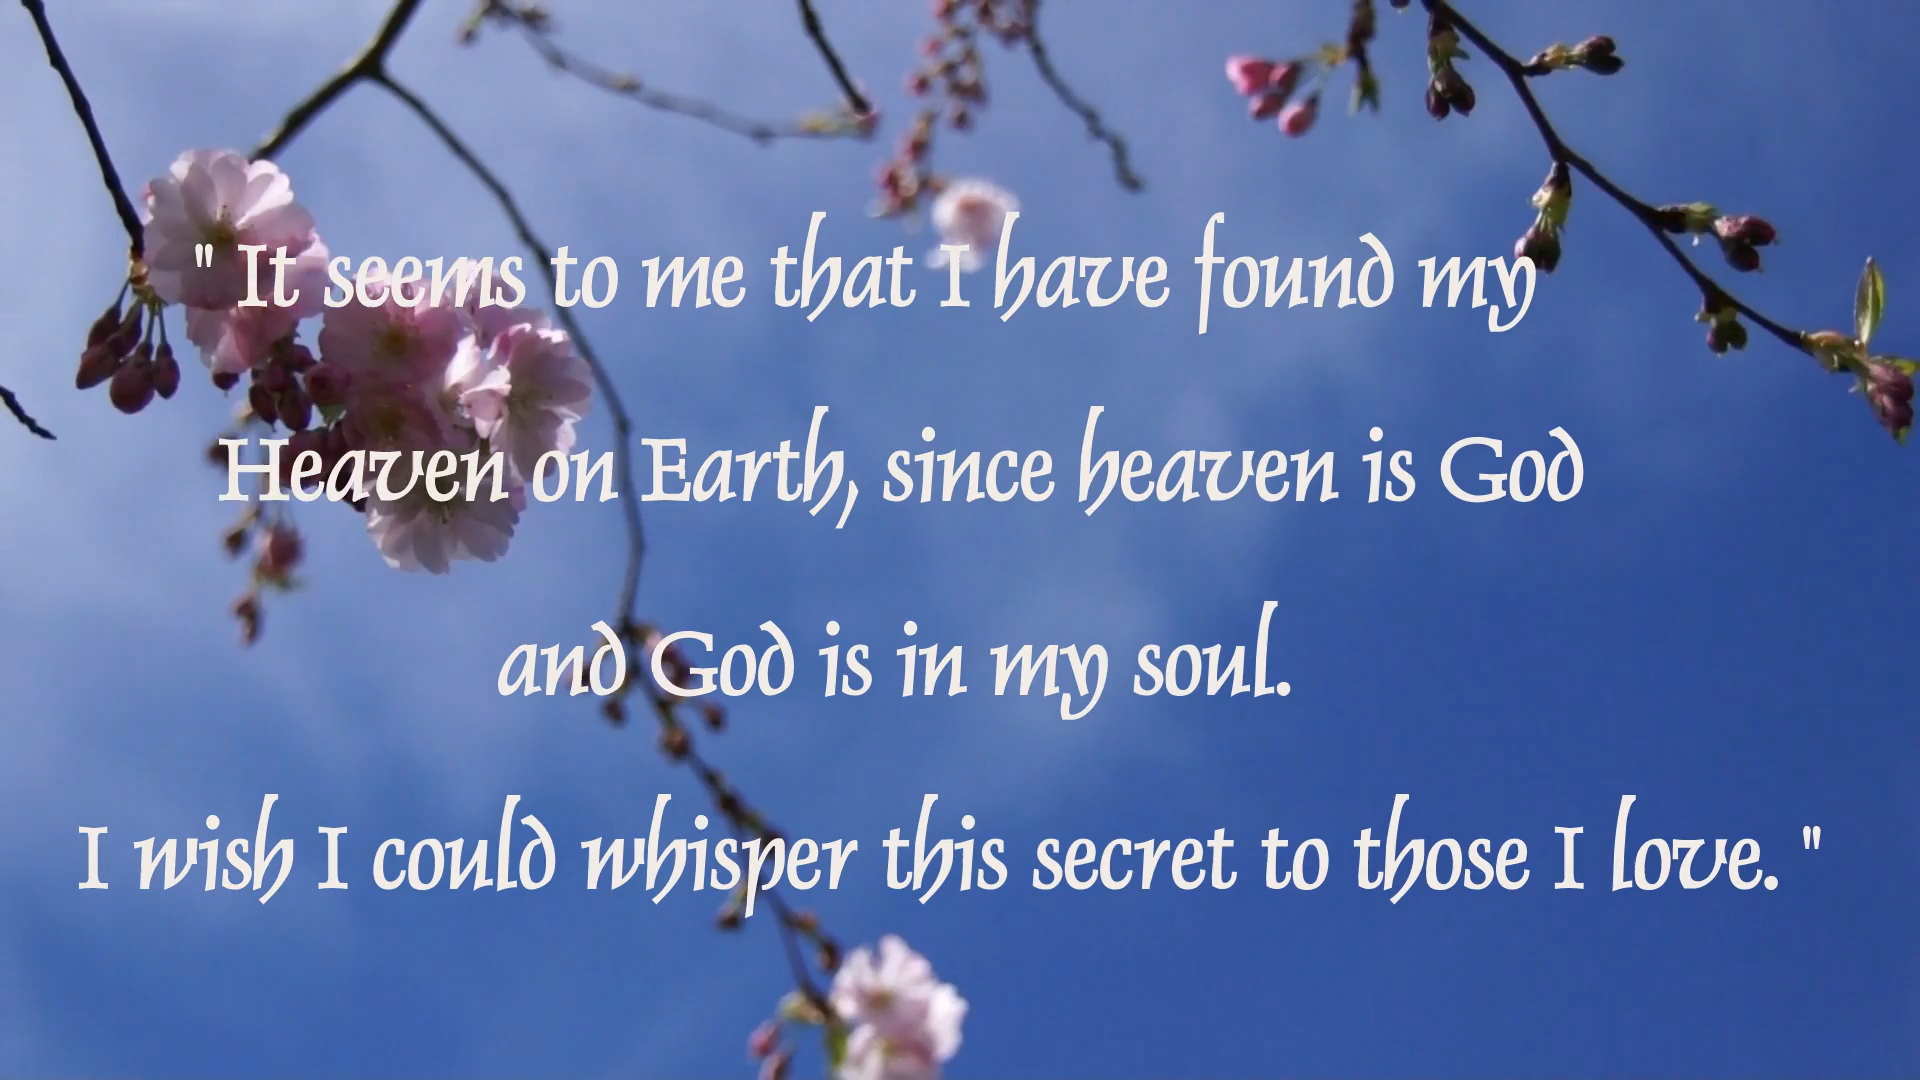 " It seems to me that I have found my
Heaven on Earth, since heaven is God
and God is in my soul.
I wish I could whisper this secret to those I love. "